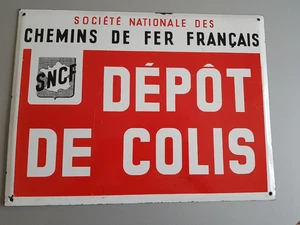 SOCIÉTÉ NATIONALE DES
CHEMINS DE FER FRANÇAIS
SNCF
DÉPÔT
DE COLIS